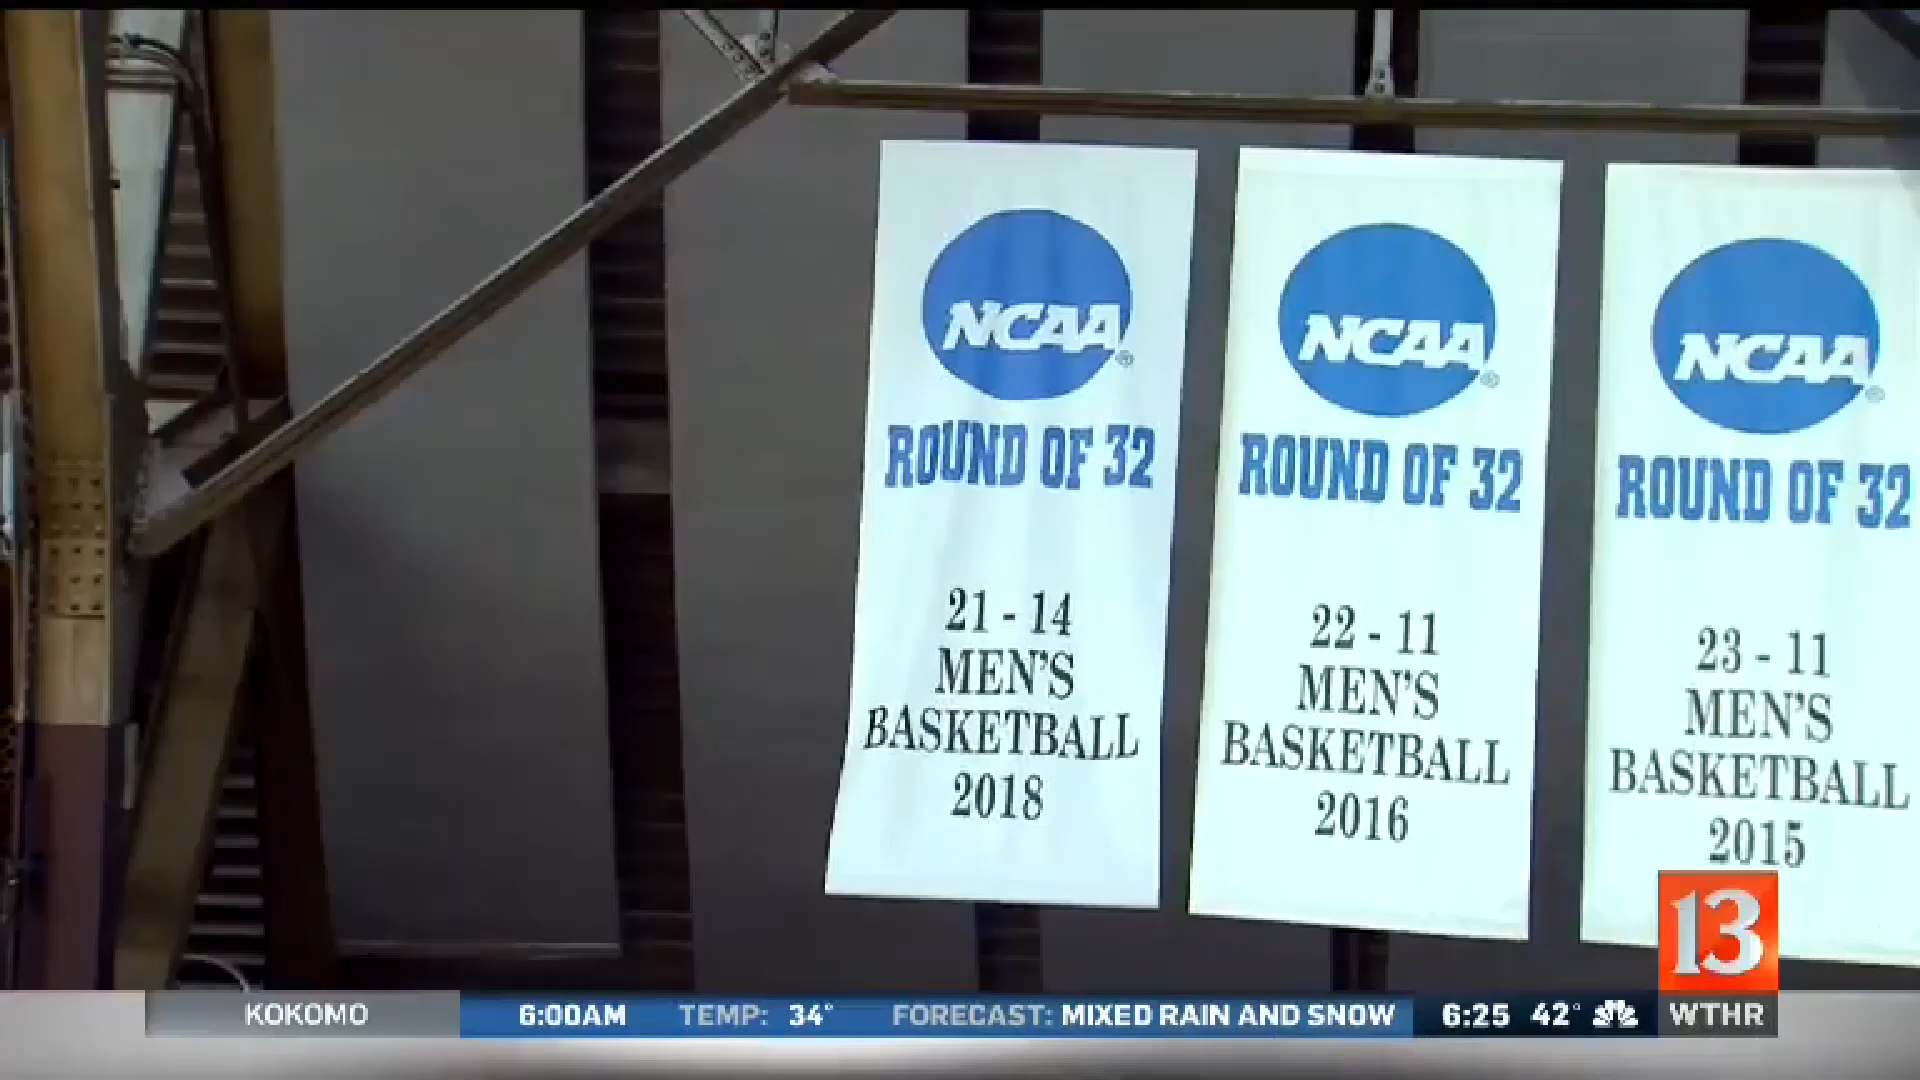 NCAA®
ROUND OF 32
21 - 14
MEN'S
BASKETBALL
2018
NCAA®
ROUND OF 32
22 - 11
MEN'S
BASKETBALL
2016
NCAA®
ROUND OF 32
23 - 11
MEN'S
BASKETBALL
2015
13
WTHR
KOKOMO 6:00AM TEMP: 34° FORECAST: MIXED RAIN AND SNOW 6:25 42°